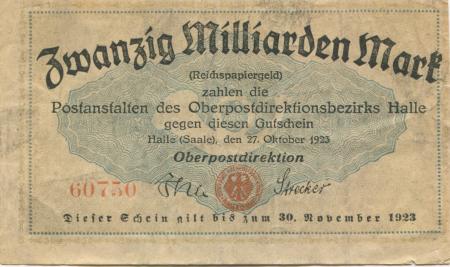 Zwanzig Milliarden Mark
(Reichspapiergeld)
zahlen die
Postanstalten des Oberpostdirektionsbezirks Halle
gegen diesen Gutschein
Halle (Saale), den 27. Oktober 1923
Oberpostdirektion
60750 Strecker
Dieser Schein gilt bis zum 30. November 1923